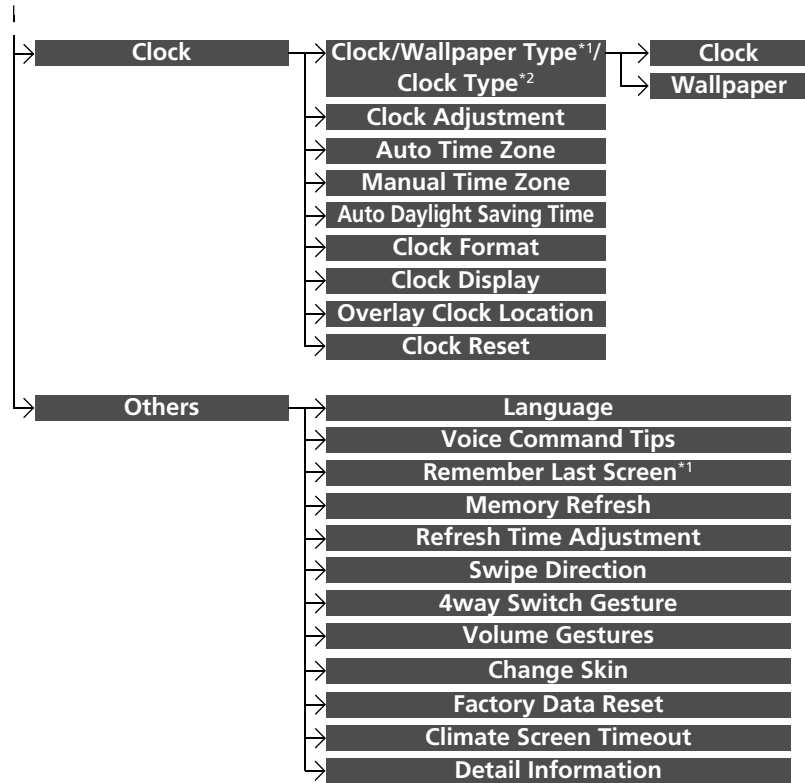 Clock
Clock/Wallpaper Type*1/
Clock Type*2
Clock
Wallpaper
Clock Adjustment
Auto Time Zone
Manual Time Zone
Auto Daylight Saving Time
Clock Format
Clock Display
Overlay Clock Location
Clock Reset
Others
Language
Voice Command Tips
Remember Last Screen*1
Memory Refresh
Refresh Time Adjustment
Swipe Direction
4way Switch Gesture
Volume Gestures
Change Skin
Factory Data Reset
Climate Screen Timeout
Detail Information